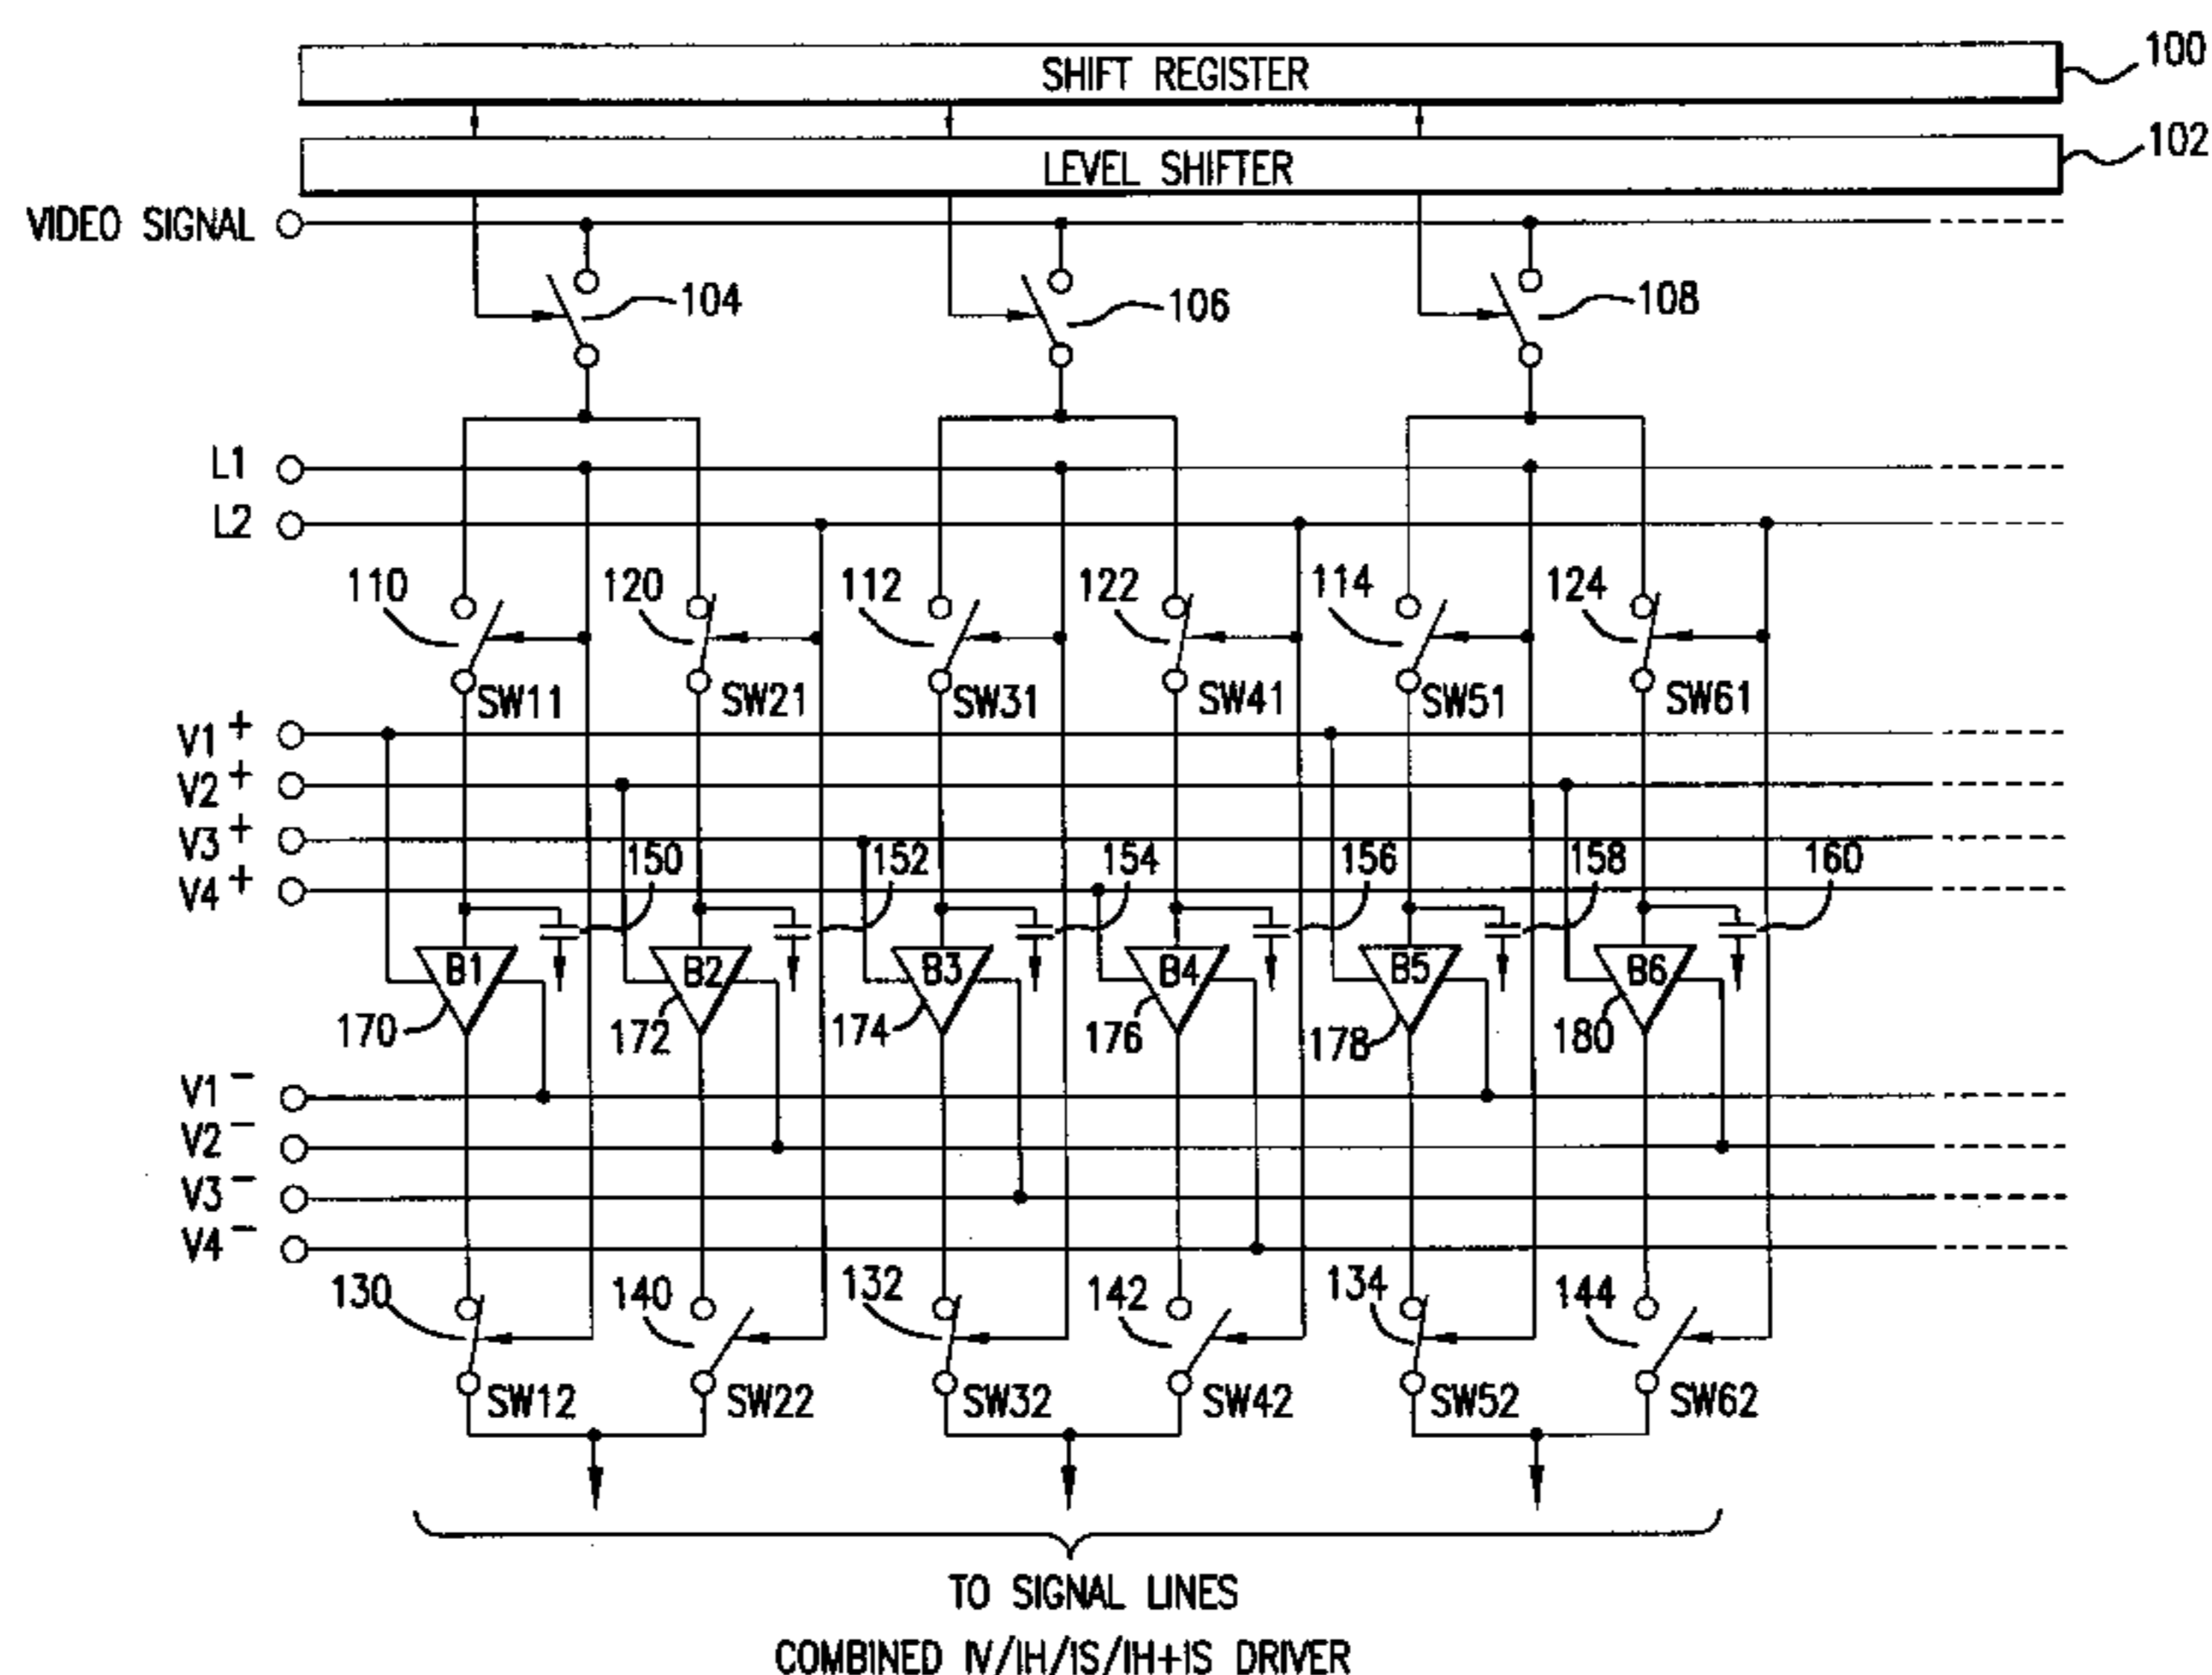 SHIFT REGISTER
100
LEVEL SHIFTER
102
VIDEO SIGNAL
104
106
108
L1
L2
110
120
112
122
114
124
SW11
SW21
SW31
SW41
SW51
SW61
V1+
V2+
V3+
V4+
150
152
154
156
158
160
B1
B2
B3
B4
B5
B6
170
172
174
176
178
180
V1−
V2−
V3−
V4−
130
140
132
142
134
144
SW12
SW22
SW32
SW42
SW52
SW62
TO SIGNAL LINES
COMBINED IV/IH/IS/IH+IS DRIVER